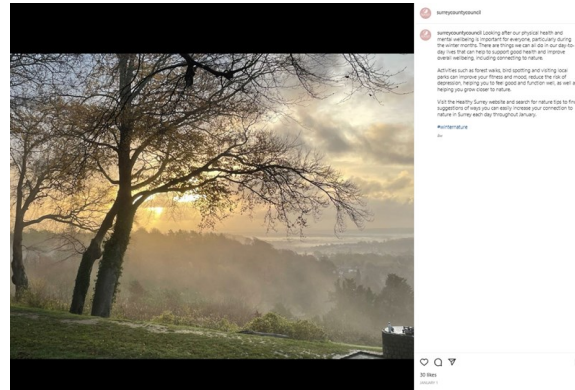 surreycountycouncil
surreycountycouncil Looking after our physical health and
mental wellbeing is important for everyone, particularly during
the winter months. There are things we can all do in our day-to-
day lives that can help to support good health and improve
overall wellbeing, including connecting to nature.
Activities such as forest walks, bird spotting and visiting local
parks can improve your fitness and mood, reduce the risk of
depression, helping you to feel good and function well, as well a
helping you grow closer to nature.
Visit the Healthy Surrey website and search for nature tips to fin
suggestions of ways you can easily increase your connection to
nature in Surrey each day throughout January.
#winternature
30 likes
JANUARY 1